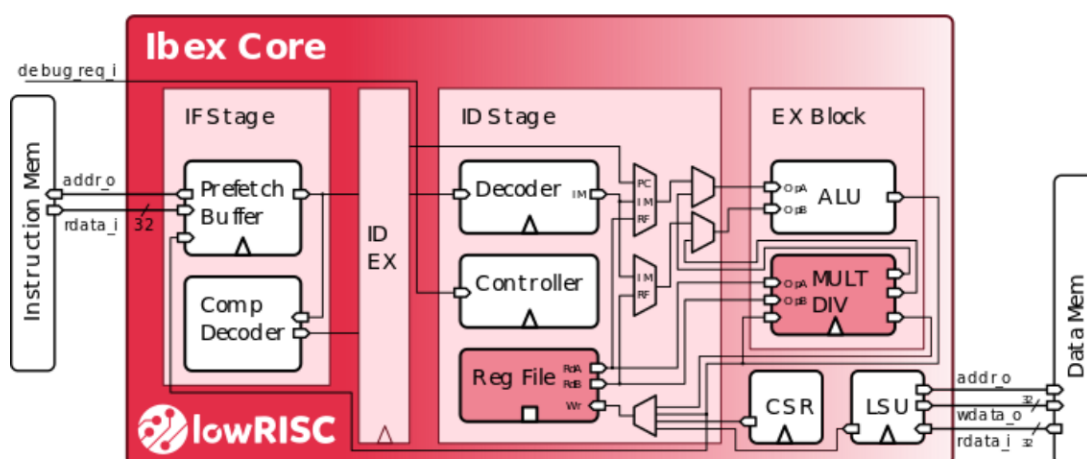 Ibex Core
debug_req_i
IF Stage
ID Stage
EX Block
Instruction Mem
addr_o
rdata_i
32
Prefetch
Buffer
Comp
Decoder
ID
EX
Decoder
IM
Controller
Reg File
RdA
RdB
Wr
PC
IM
RF
IM
RF
OpA
OpB
ALU
OpA
OpB
MULT
DIV
CSR
LSU
addr_o
32
wdata_o
rdata_i
32
Data Mem
lowRISC